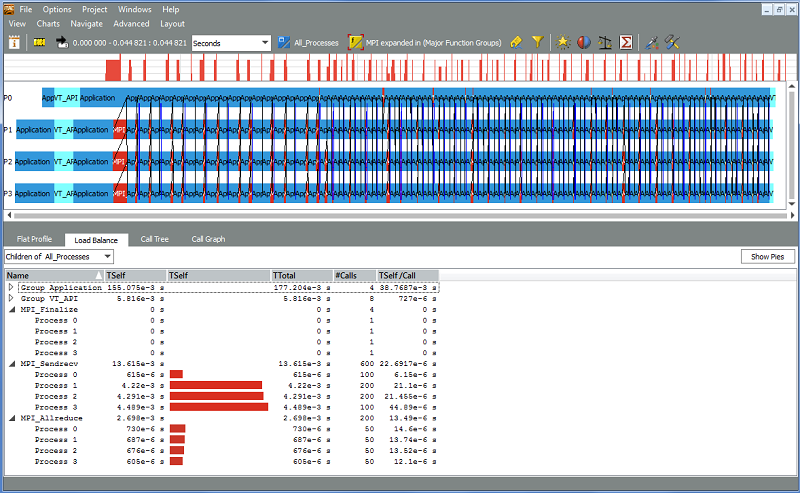 File Options Project Windows Help
View Charts Navigate Advanced Layout
0.000 000 - 0.044 821 : 0.044 821 Seconds All_Processes MPI expanded in (Major Function Groups)
P0 App VT_API Application
P1 Application VT_AF Application MPI
P2 Application VT_AF Application MPI
P3 Application VT_AF Application MPI
Flat Profile Load Balance Call Tree Call Graph
Children of All_Processes Show Pies
Name TSelf TSelf TTotal #Calls TSelf /Call
Group Application 155.075e-3 s 177.204e-3 s 4 38.7687e-3 s
Group VT_API 5.816e-3 s 5.816e-3 s 8 727e-6 s
MPI_Finalize 0 s 0 s 4 0 s
Process 0 0 s 0 s 1 0 s
Process 1 0 s 0 s 1 0 s
Process 2 0 s 0 s 1 0 s
Process 3 0 s 0 s 1 0 s
MPI_Sendrecv 13.615e-3 s 13.615e-3 s 600 22.6917e-6 s
Process 0 615e-6 s 615e-6 s 100 6.15e-6 s
Process 1 4.22e-3 s 4.22e-3 s 200 21.1e-6 s
Process 2 4.291e-3 s 4.291e-3 s 200 21.455e-6 s
Process 3 4.489e-3 s 4.489e-3 s 100 44.89e-6 s
MPI_Allreduce 2.698e-3 s 2.698e-3 s 200 13.49e-6 s
Process 0 730e-6 s 730e-6 s 50 14.6e-6 s
Process 1 687e-6 s 687e-6 s 50 13.74e-6 s
Process 2 676e-6 s 676e-6 s 50 13.52e-6 s
Process 3 605e-6 s 605e-6 s 50 12.1e-6 s